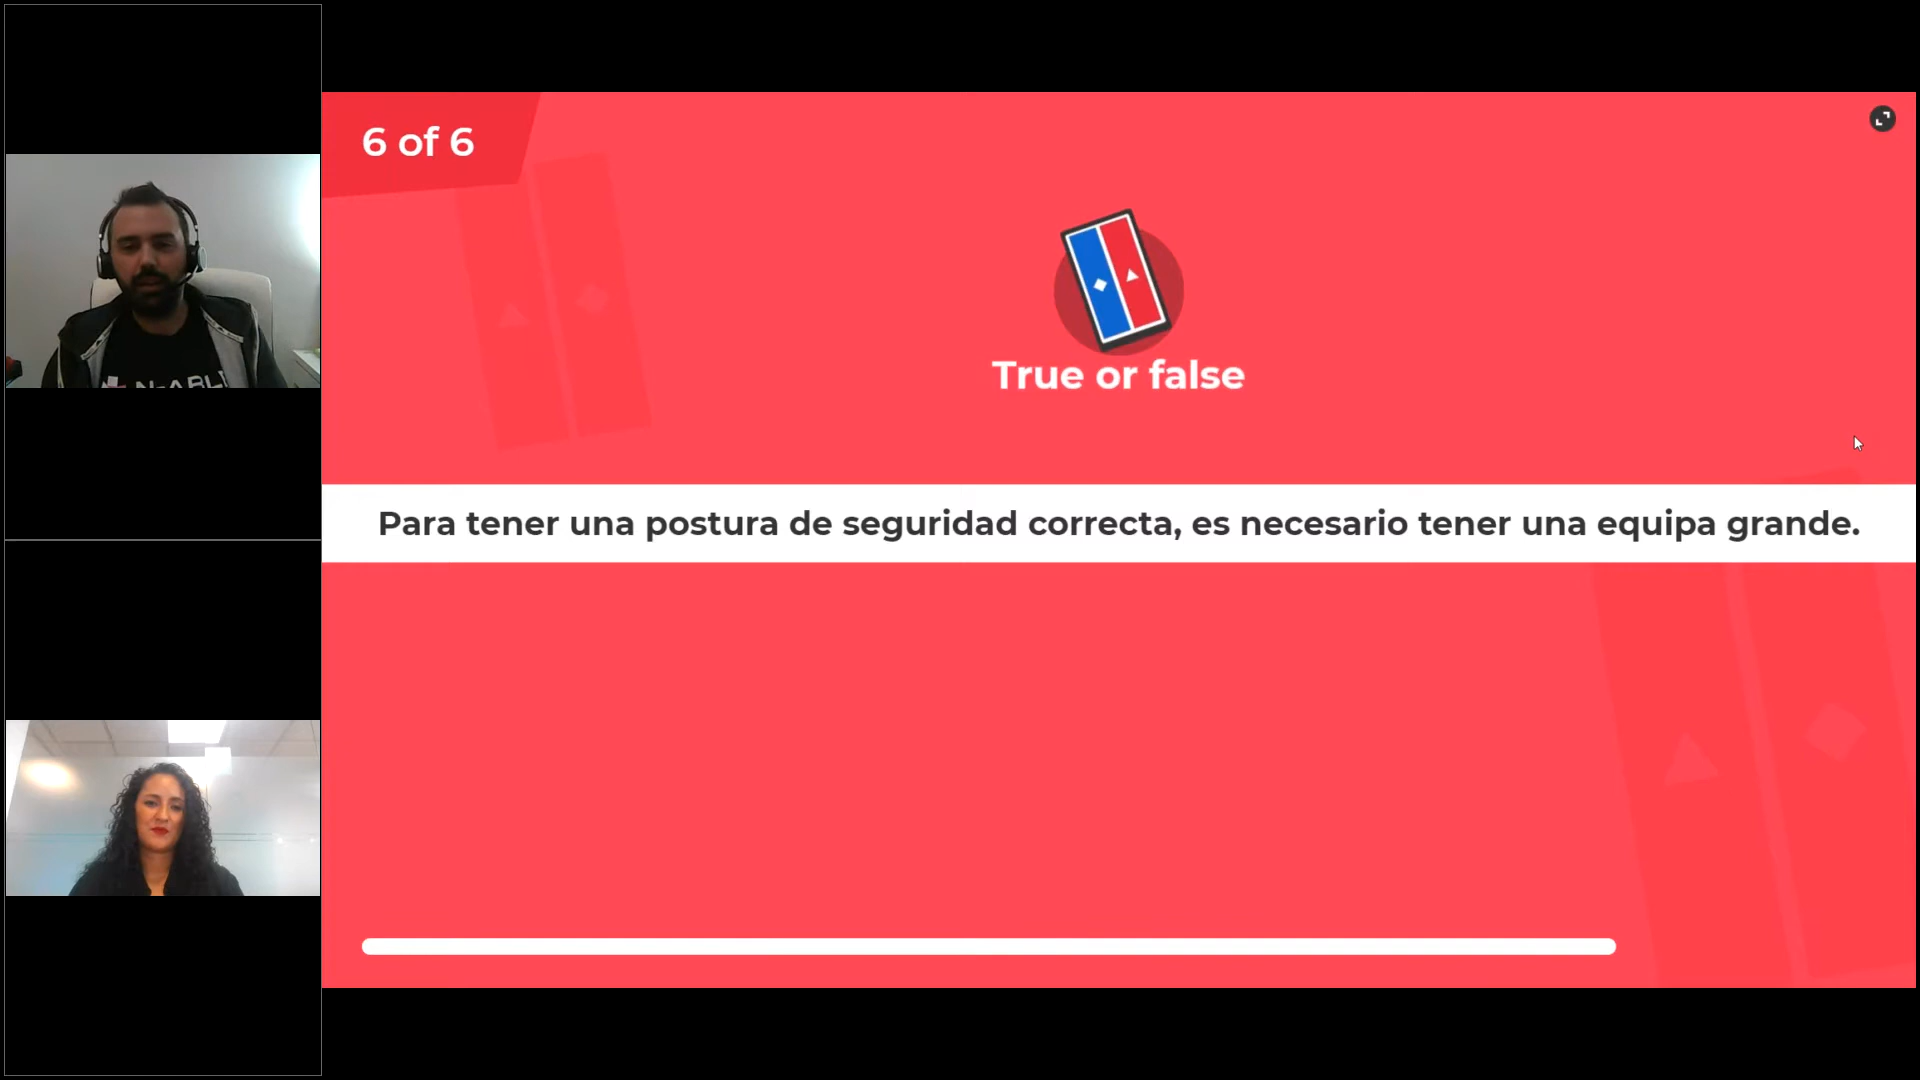 6 of 6
True or false
Para tener una postura de seguridad correcta, es necesario tener una equipa grande.
N-ABL